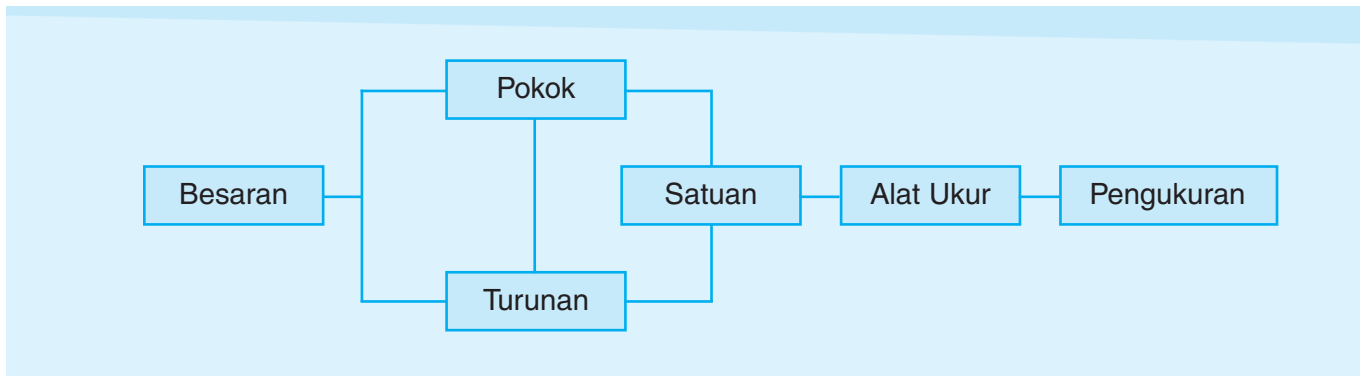 Pokok
Besaran
Satuan
Alat Ukur
Pengukuran
Turunan